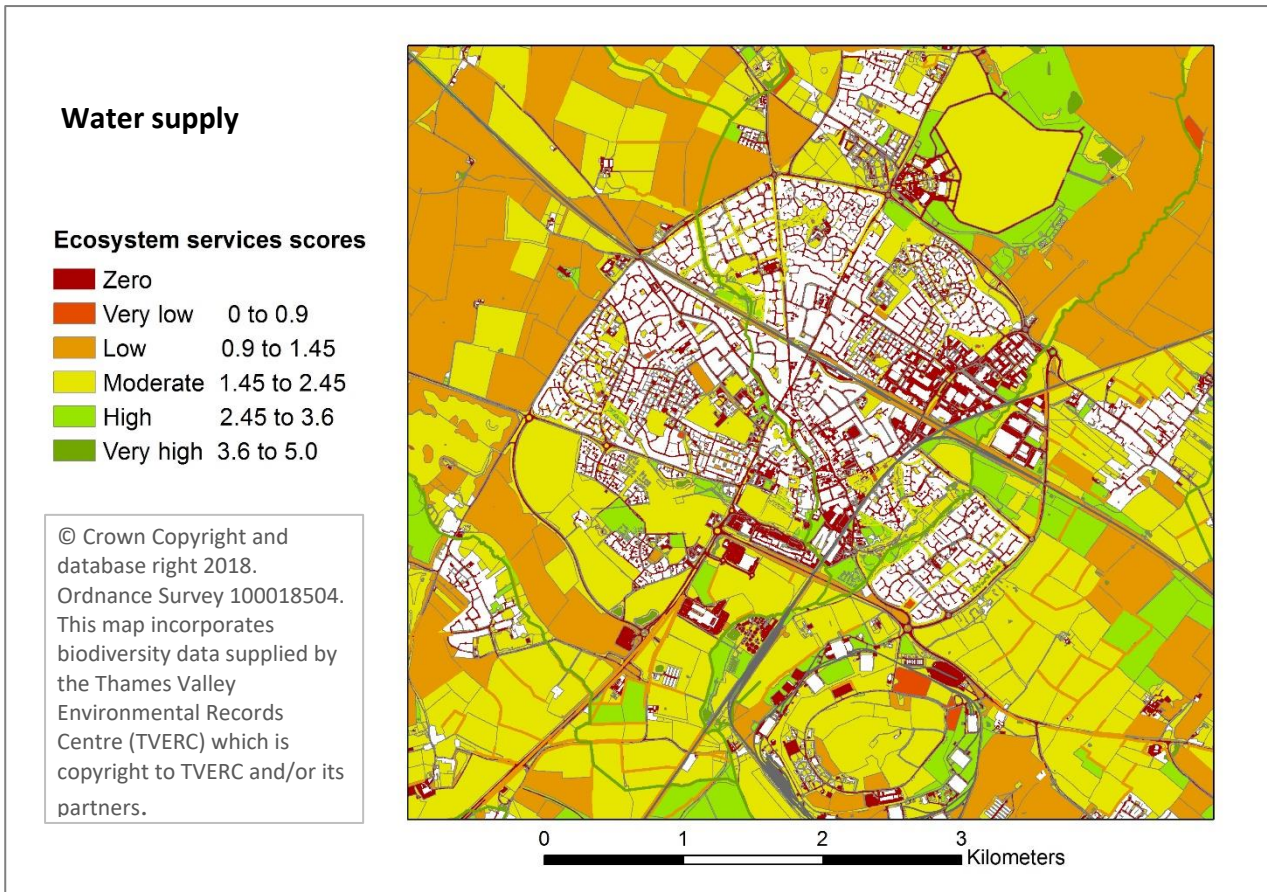 Water supply
Ecosystem services scores
Zero
Very low 0 to 0.9
Low 0.9 to 1.45
Moderate 1.45 to 2.45
High 2.45 to 3.6
Very high 3.6 to 5.0
© Crown Copyright and
database right 2018.
Ordnance Survey 100018504.
This map incorporates
biodiversity data supplied by
the Thames Valley
Environmental Records
Centre (TVERC) which is
copyright to TVERC and/or its
partners.
0 1 2 3
Kilometers